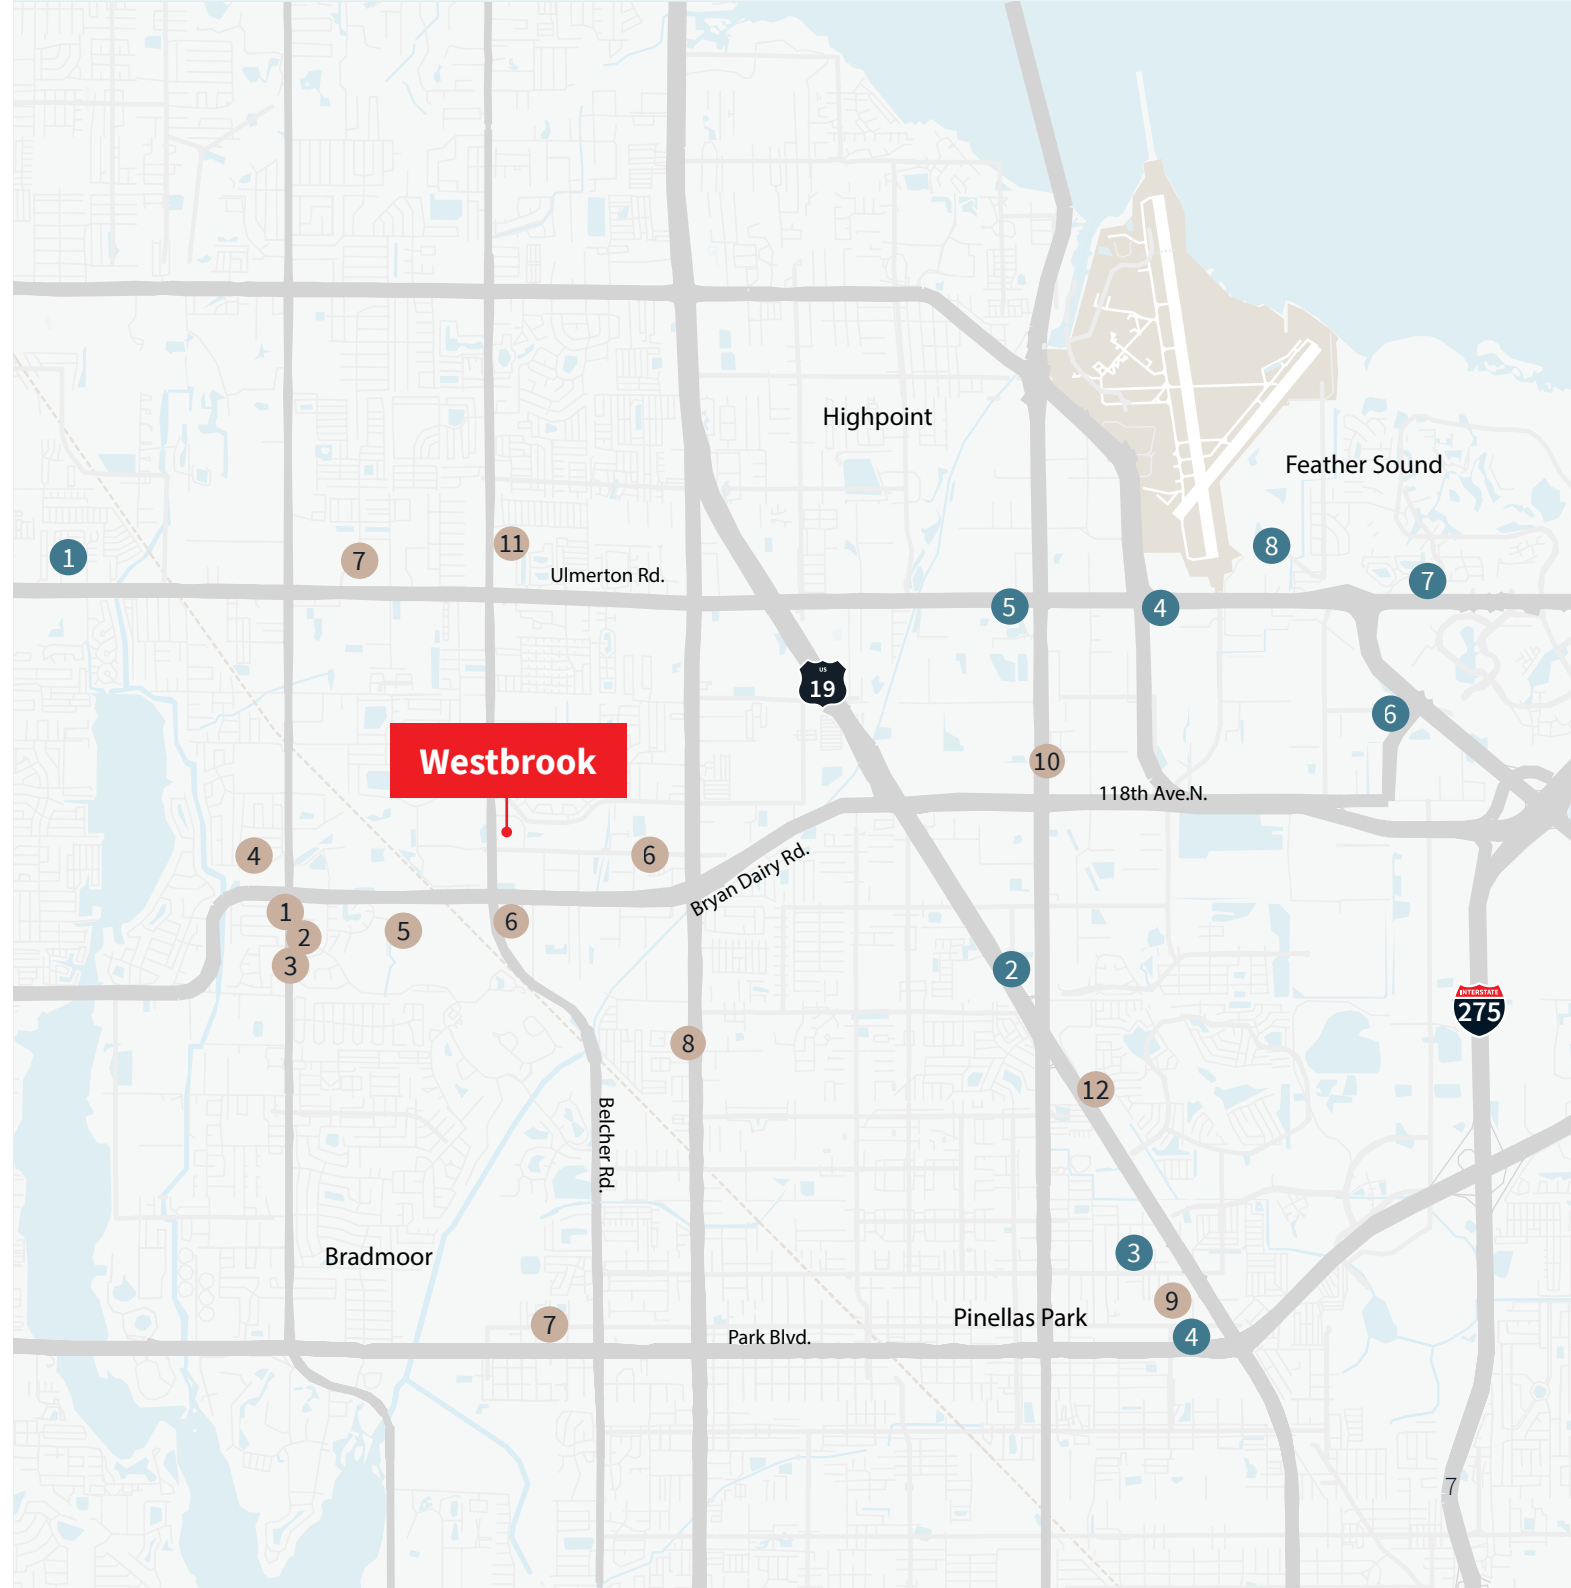 Highpoint
Feather Sound
11
8
1
7
Ulmerton Rd.
7
5
4
US
19
6
Westbrook
10
118th Ave.N.
4
6
Bryan Dairy Rd.
1
6
5
2
3
2
INTERSTATE
275
8
12
Belcher Rd.
Bradmoor
3
9
Pinellas Park
7
Park Blvd.
4
7